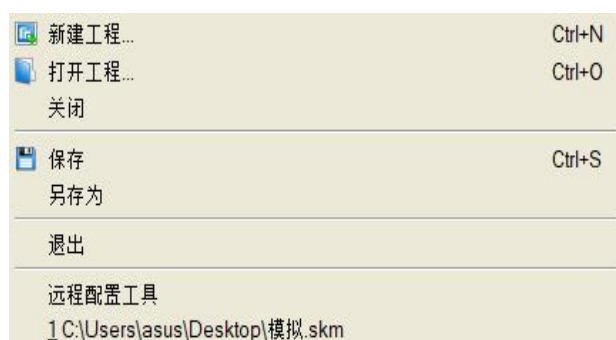 新建工程... Ctrl+N
打开工程... Ctrl+O
关闭
保存 Ctrl+S
另存为
退出
远程配置工具
1 C:\Users\asus\Desktop\模拟.skm